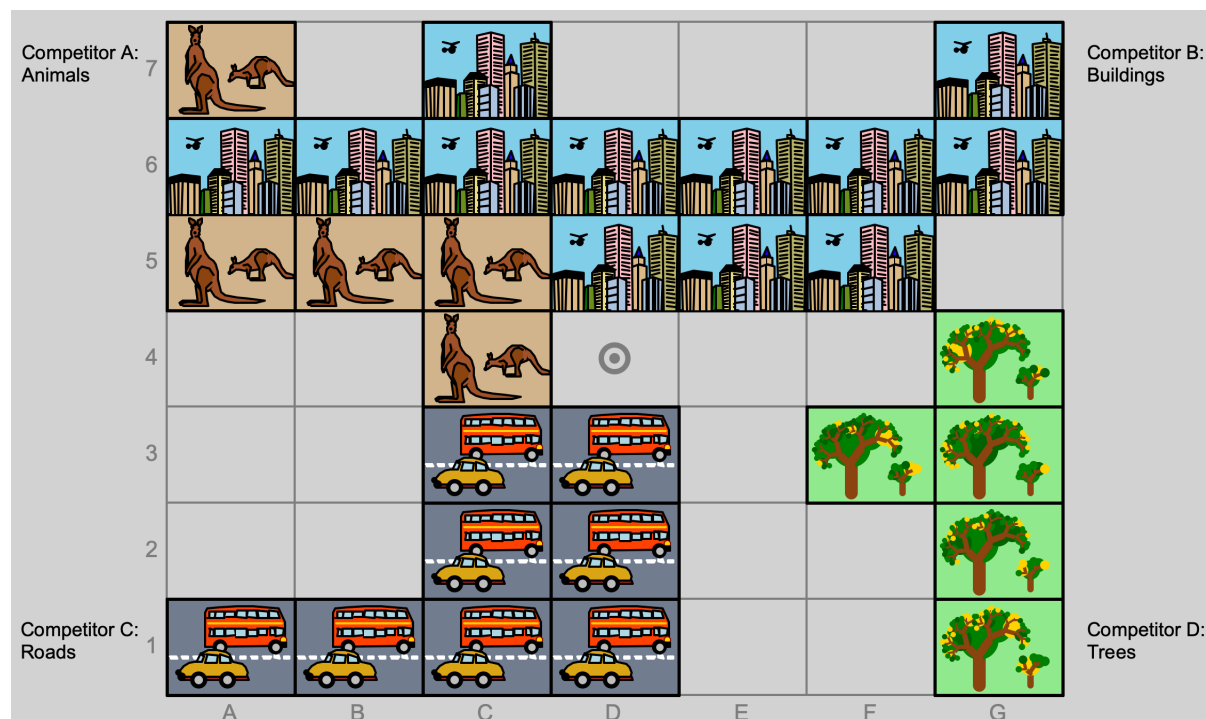 Competitor A:
Animals
Competitor B:
Buildings
7
6
5
4
3
2
1
Competitor C:
Roads
Competitor D:
Trees
A B C D E F G